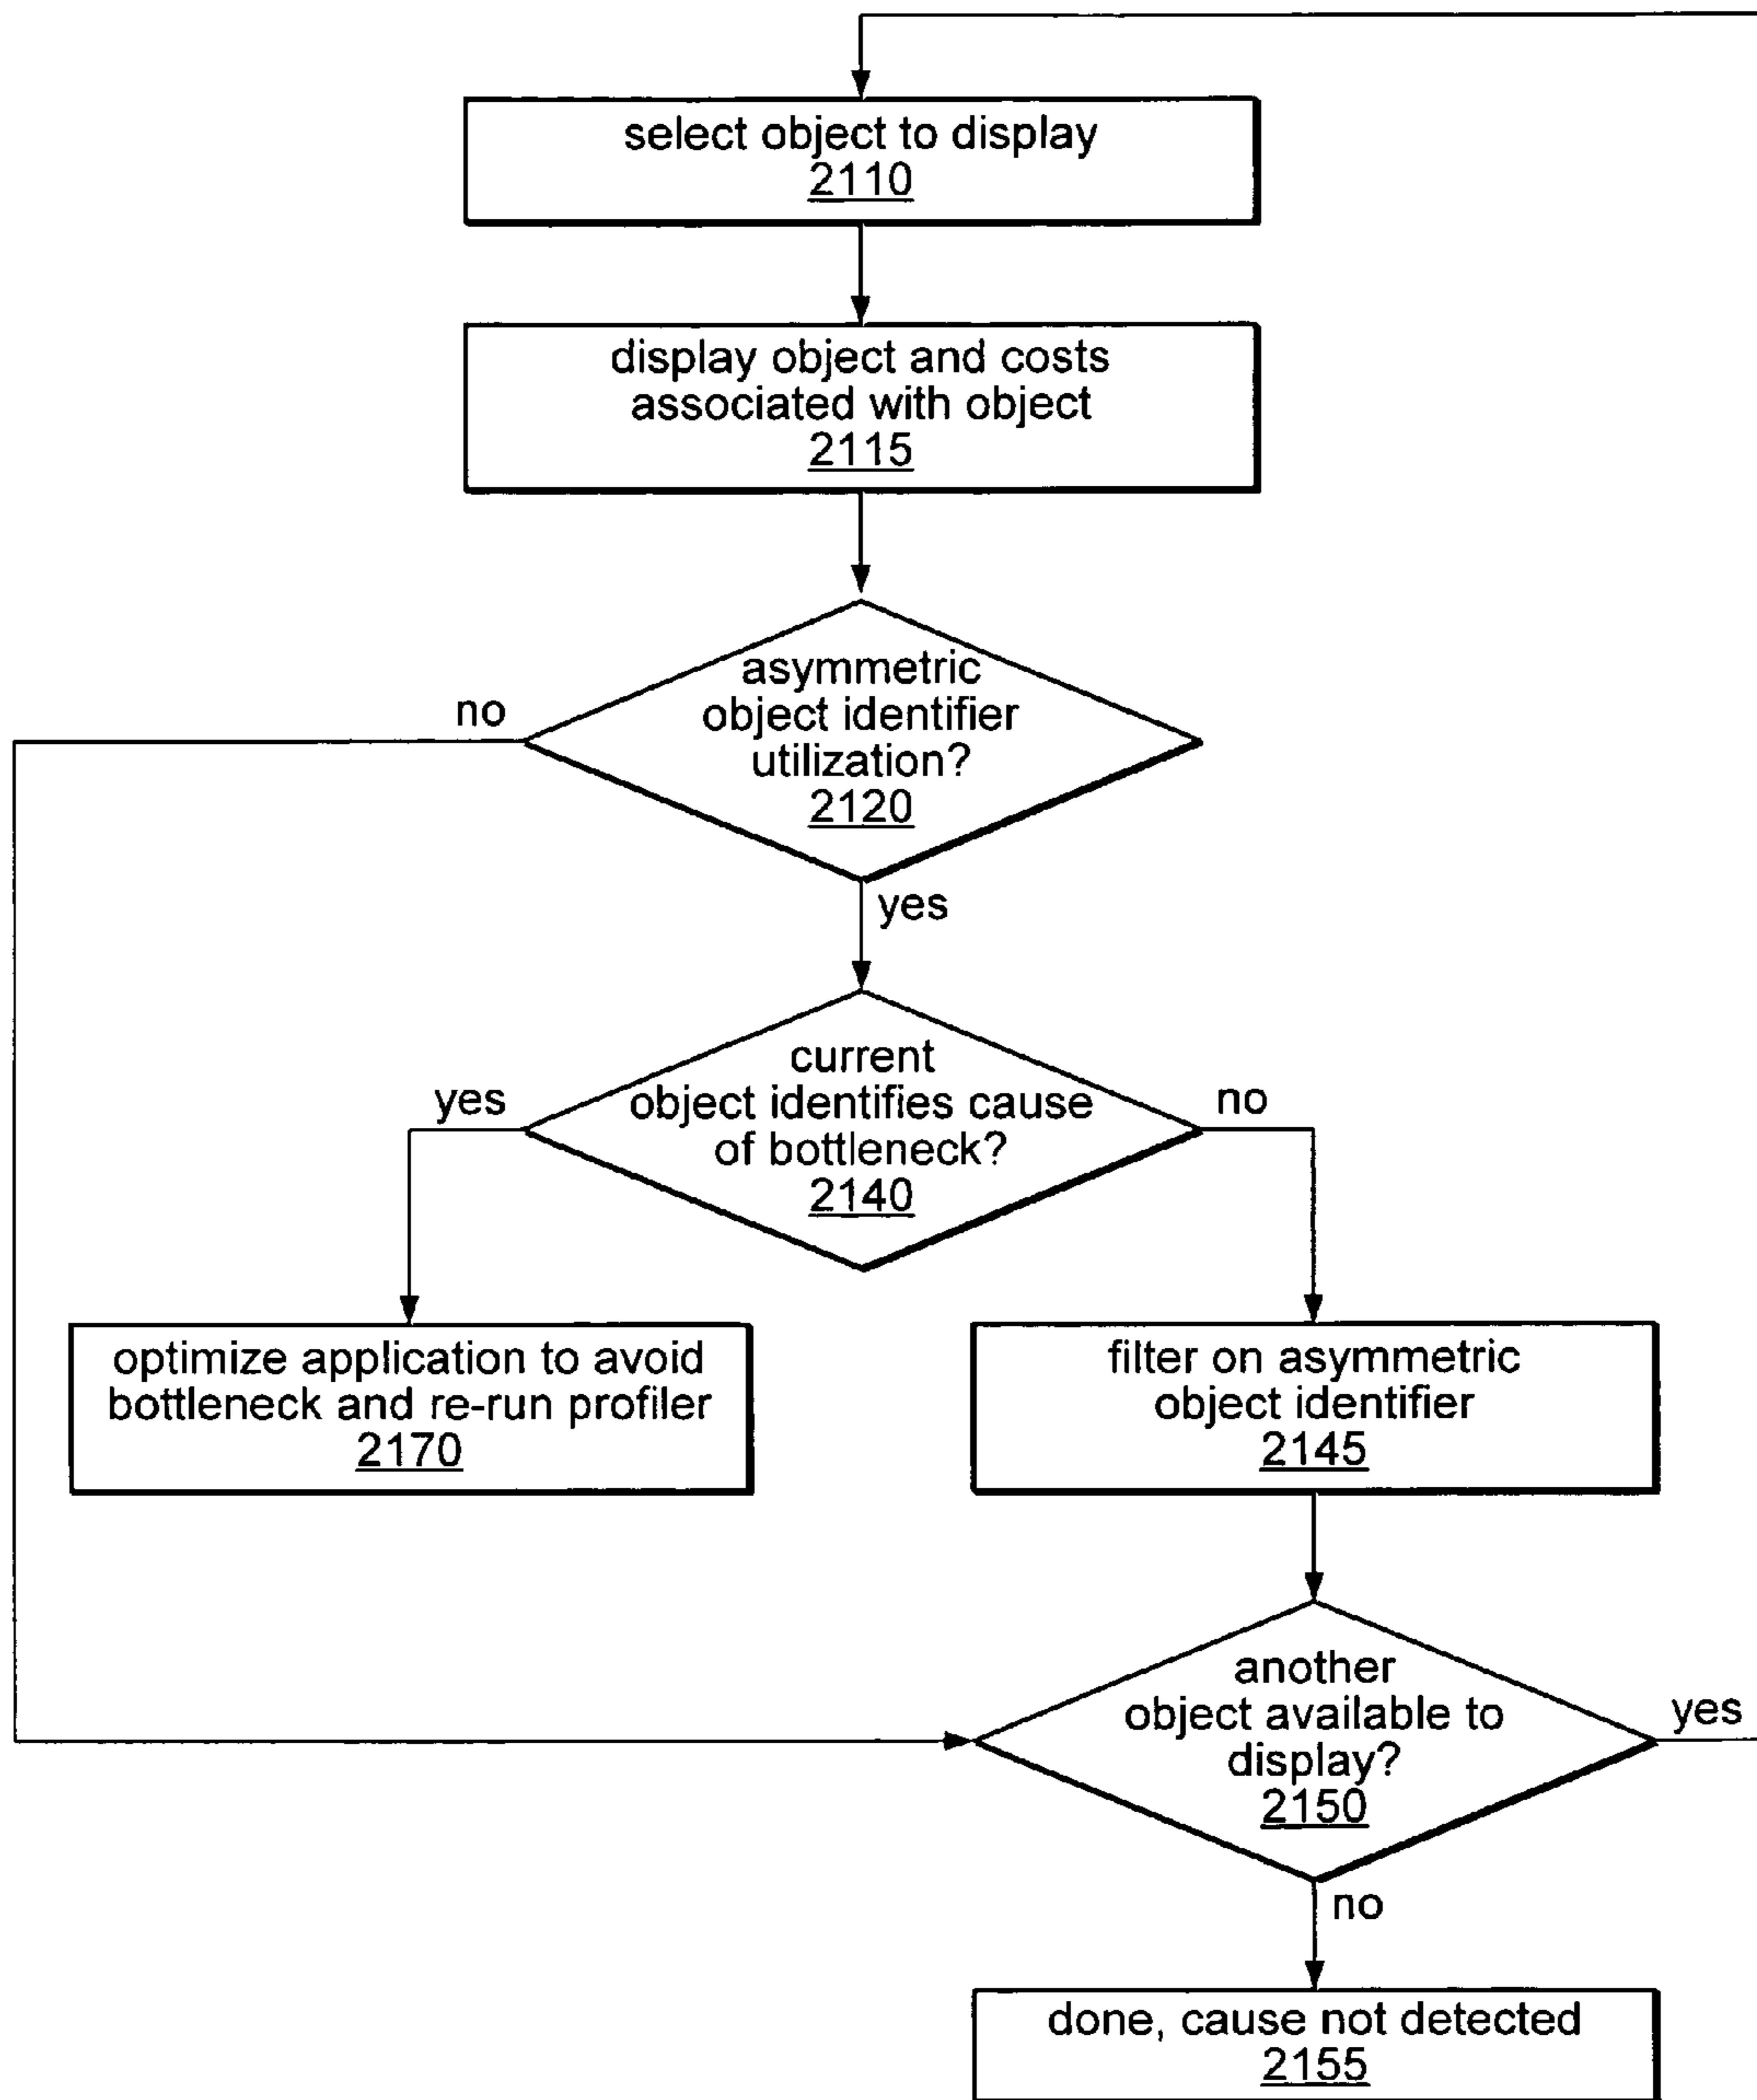 select object to display
2110
display object and costs
associated with object
2115
asymmetric
object identifier
utilization?
2120
no
yes
current
object identifies cause
of bottleneck?
2140
yes
no
optimize application to avoid
bottleneck and re-run profiler
2170
filter on asymmetric
object identifier
2145
another
object available to
display?
2150
yes
no
done, cause not detected
2155